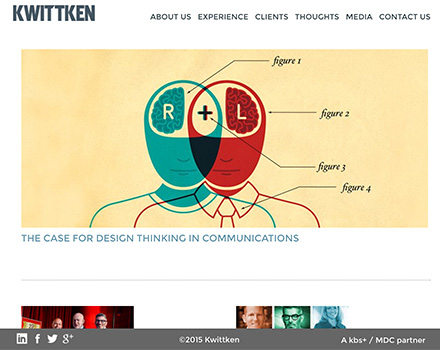 KWITTKEN
ABOUT US EXPERIENCE CLIENTS THOUGHTS MEDIA CONTACT US
figure 1
R + L
figure 2
figure 3
figure 4
THE CASE FOR DESIGN THINKING IN COMMUNICATIONS
in f g+ ©2015 Kwittken A kbs+ / MDC partner